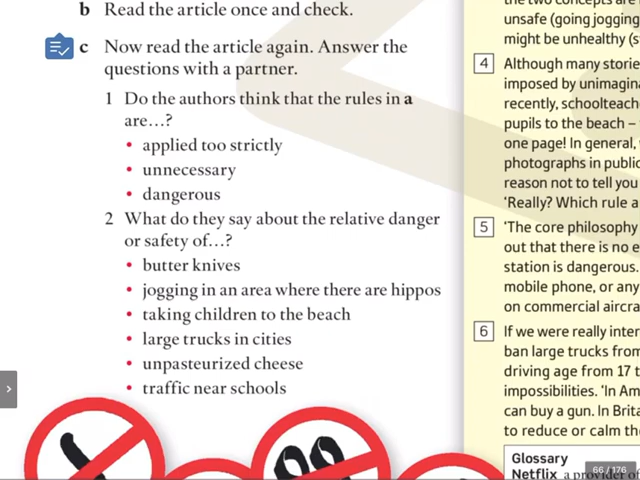 b Read the article once and check.
c Now read the article again. Answer the
questions with a partner.
1 Do the authors think that the rules in a
are…?
• applied too strictly
• unnecessary
• dangerous
2 What do they say about the relative danger
or safety of…?
• butter knives
• jogging in an area where there are hippos
• taking children to the beach
• large trucks in cities
• unpasteurized cheese
• traffic near schools
the two concepts are
unsafe (going jogging
might be unhealthy (s
4 Although many storie
imposed by unimagina
recently, schoolteach
pupils to the beach –
one page! In general,
photographs in public
reason not to tell you
'Really? Which rule a
5 'The core philosophy
out that there is no e
station is dangerous.
mobile phone, or any
on commercial aircra
6 If we were really inter
ban large trucks from
driving age from 17 t
impossibilities. 'In Am
can buy a gun. In Brita
to reduce or calm the
Glossary
Netflix a provider of
66 / 176